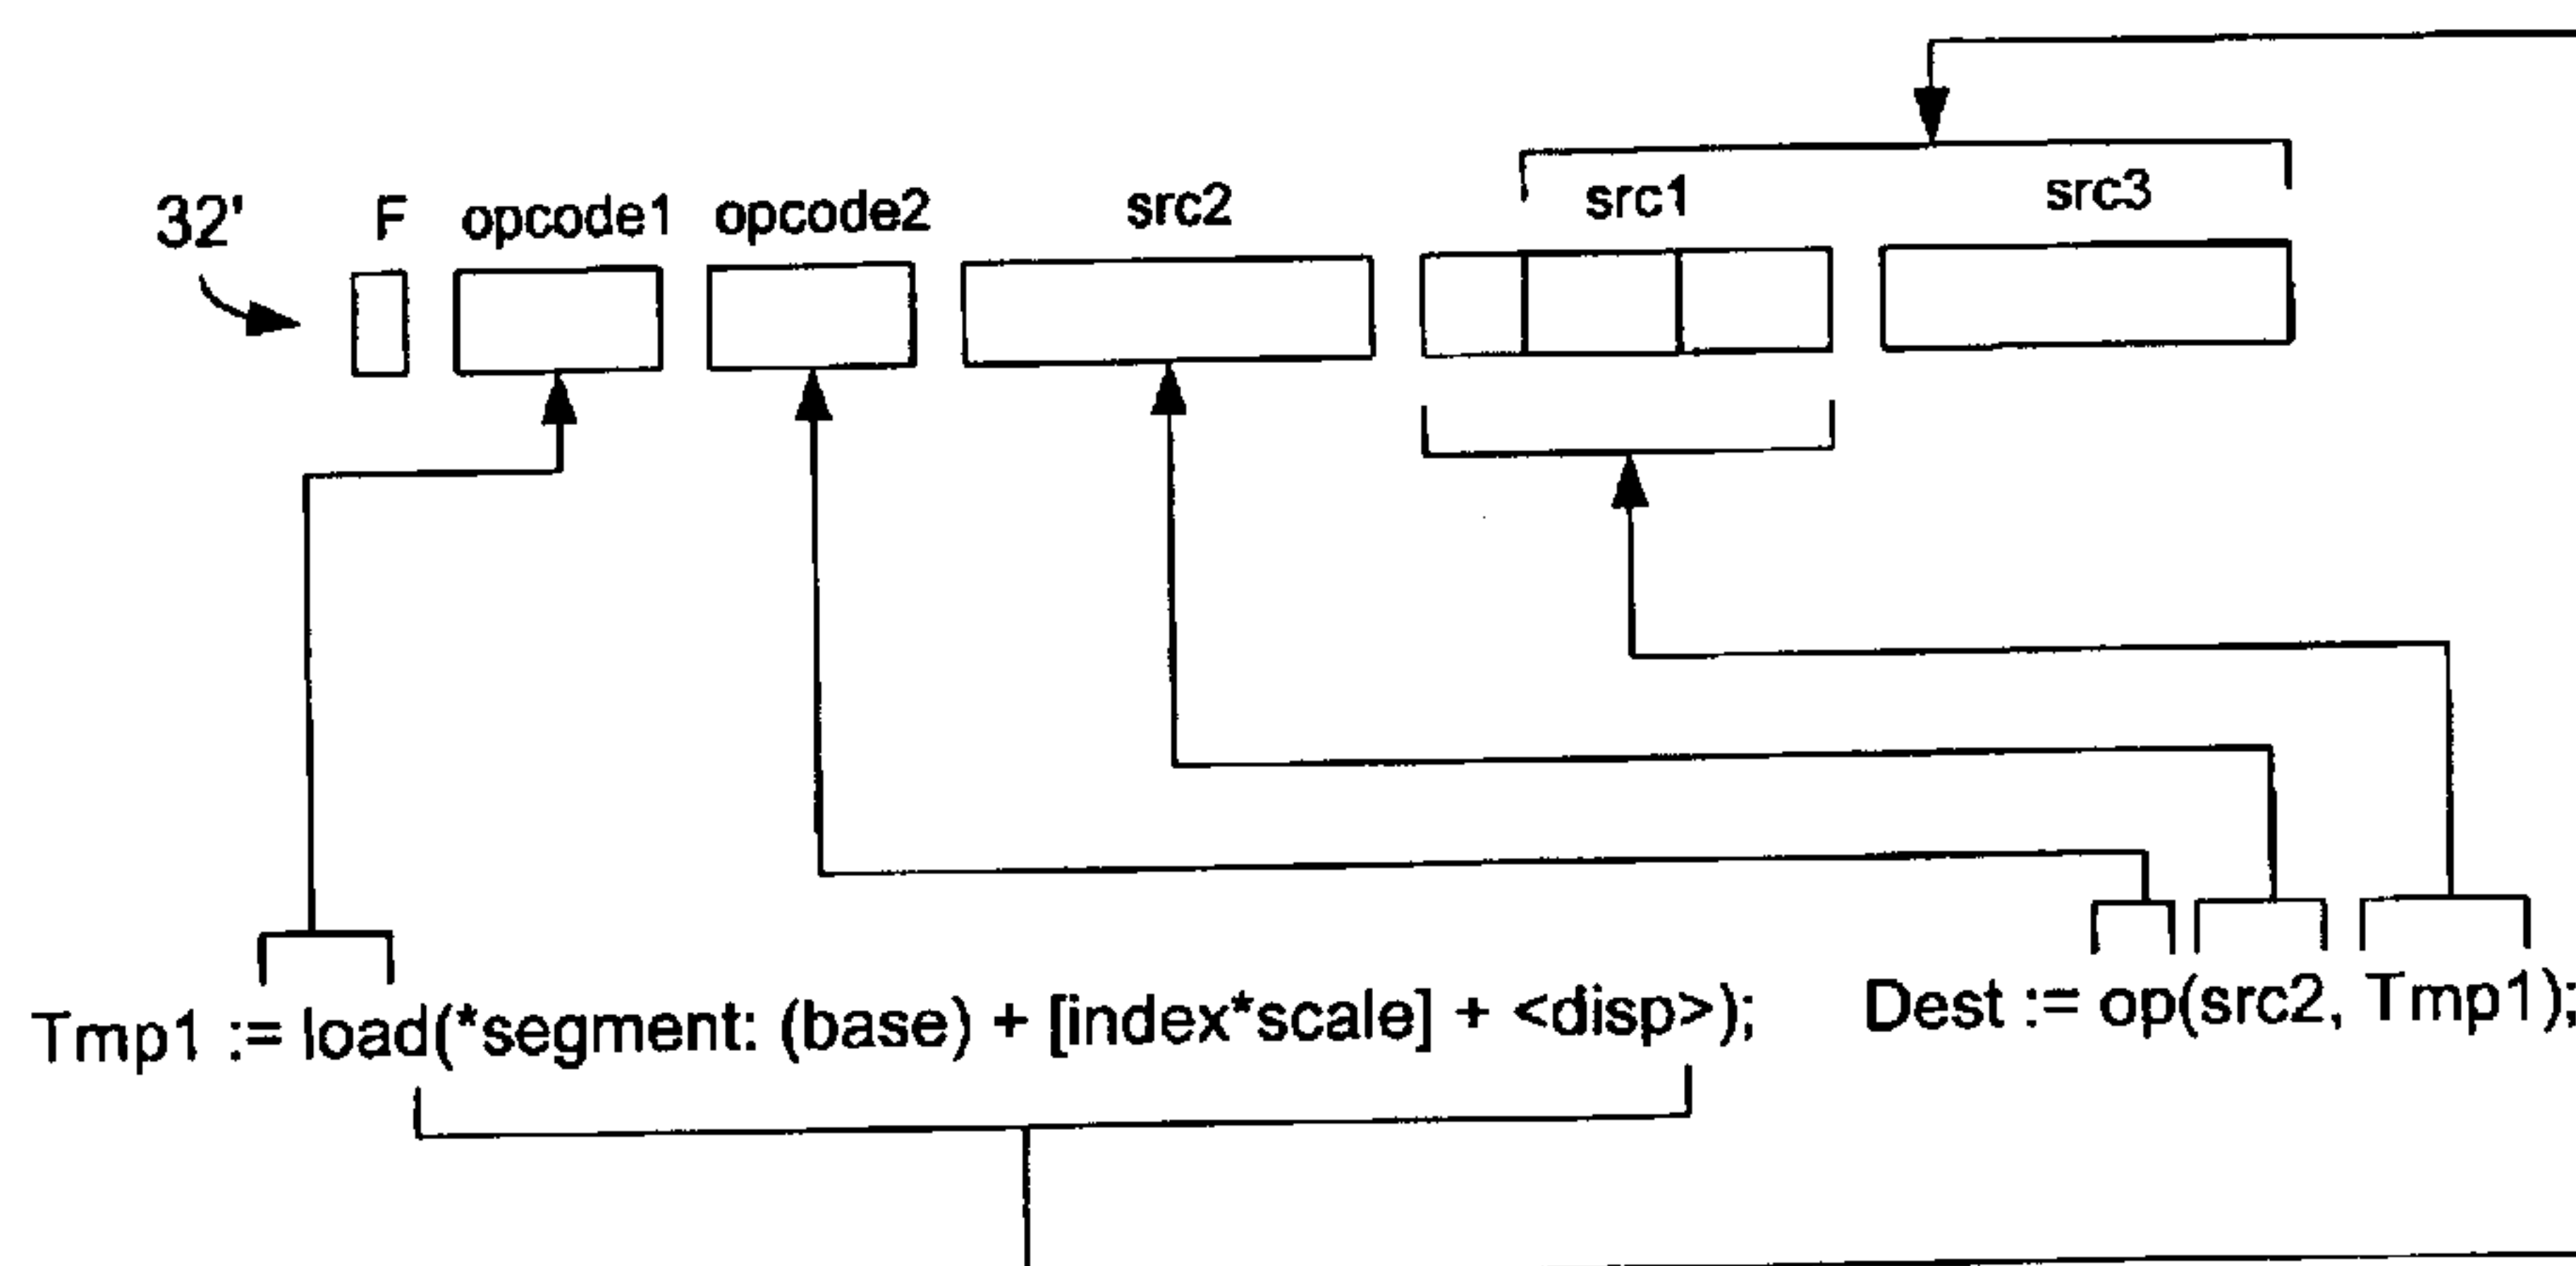 32' F opcode1 opcode2 src2 src1 src3
Tmp1 := load(*segment: (base) + [index*scale] + <disp>); Dest := op(src2, Tmp1);